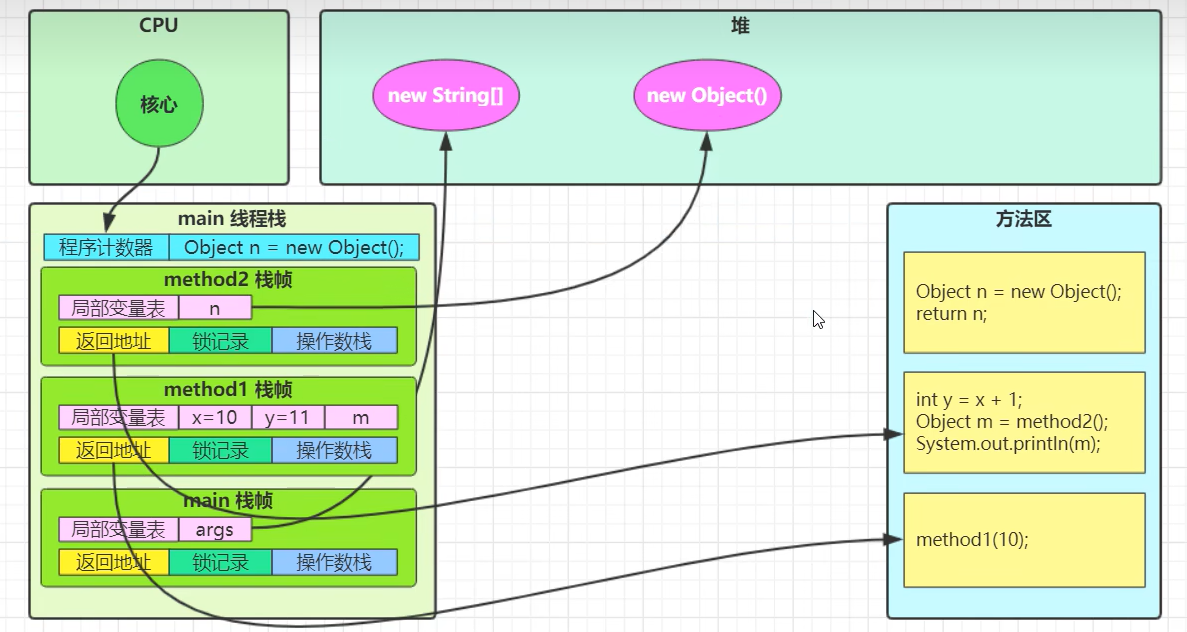 CPU
核心
堆
new String[]
new Object()
main 线程栈
程序计数器 Object n = new Object();
method2 栈帧
局部变量表 n
返回地址 锁记录 操作数栈
method1 栈帧
局部变量表 x=10 y=11 m
返回地址 锁记录 操作数栈
main 栈帧
局部变量表 args
返回地址 锁记录 操作数栈
方法区
Object n = new Object();
return n;
int y = x + 1;
Object m = method2();
System.out.println(m);
method1(10);